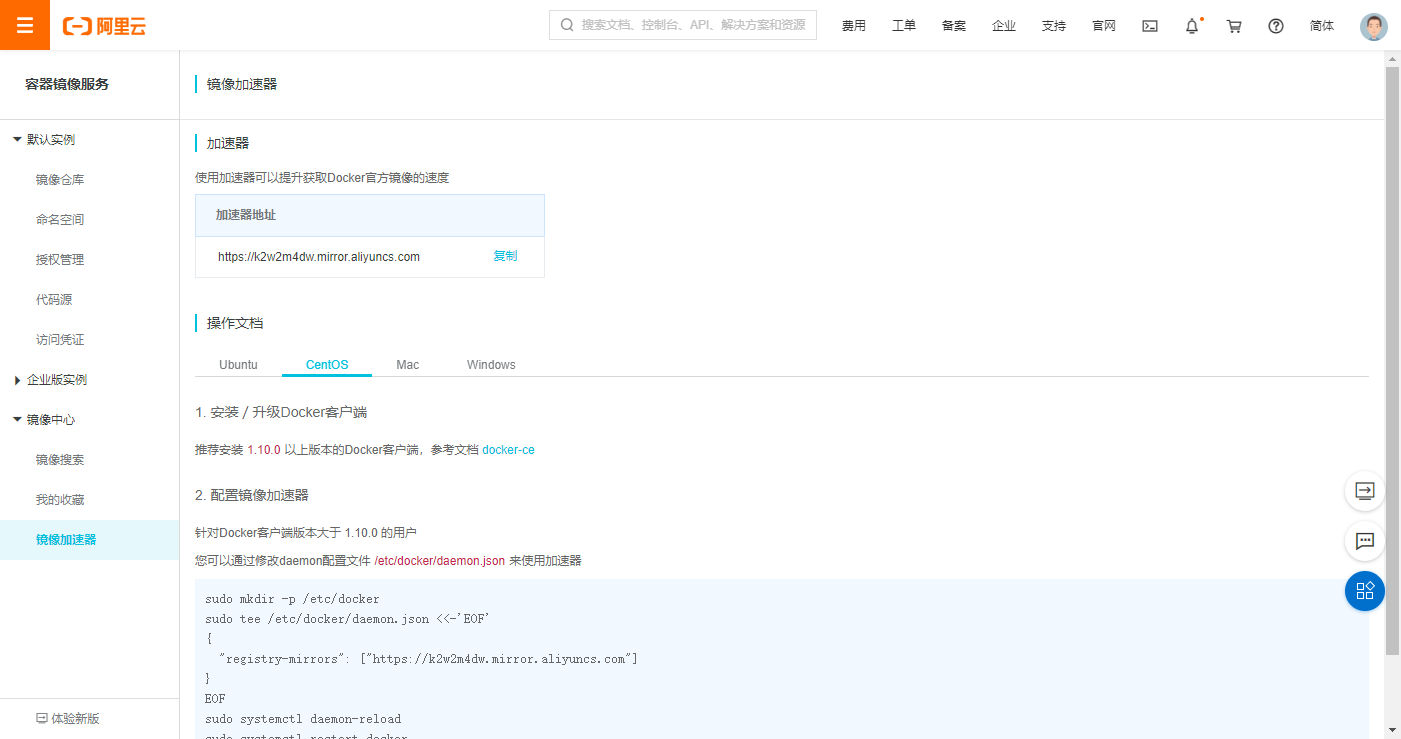 阿里云
搜索文档、控制台、API、解决方案和资源
费用
工单
备案
企业
支持
官网
简体
容器镜像服务
默认实例
镜像仓库
命名空间
授权管理
代码源
访问凭证
企业版实例
镜像中心
镜像搜索
我的收藏
镜像加速器
体验新版
镜像加速器
加速器
使用加速器可以提升获取Docker官方镜像的速度
加速器地址
https://k2w2m4dw.mirror.aliyuncs.com 复制
操作文档
Ubuntu CentOS Mac Windows
1. 安装 / 升级Docker客户端
推荐安装 1.10.0 以上版本的Docker客户端，参考文档 docker-ce
2. 配置镜像加速器
针对Docker客户端版本大于 1.10.0 的用户
您可以通过修改daemon配置文件 /etc/docker/daemon.json 来使用加速器
sudo mkdir -p /etc/docker
sudo tee /etc/docker/daemon.json <<-'EOF'
{
"registry-mirrors": ["https://k2w2m4dw.mirror.aliyuncs.com"]
}
EOF
sudo systemctl daemon-reload
sudo systemctl restart docker